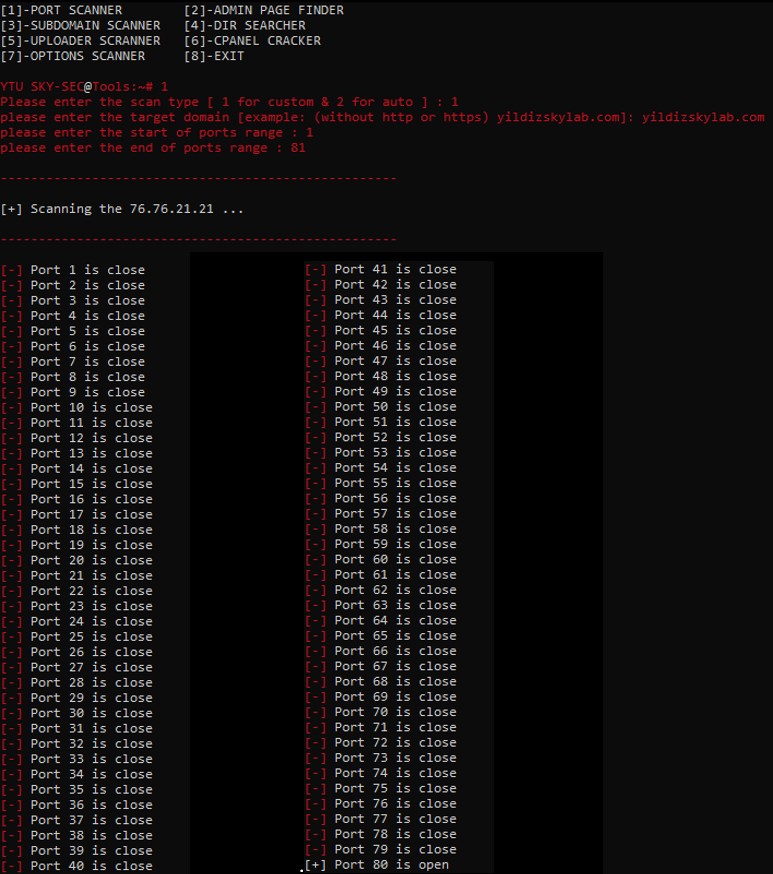 [1]-PORT SCANNER [2]-ADMIN PAGE FINDER
[3]-SUBDOMAIN SCANNER [4]-DIR SEARCHER
[5]-UPLOADER SCRANNER [6]-CPANEL CRACKER
[7]-OPTIONS SCANNER [8]-EXIT
YTU SKY-SEC@Tools:~# 1
Please enter the scan type [ 1 for custom & 2 for auto ] : 1
please enter the target domain [example: (without http or https) yildizskylab.com]: yildizskylab.com
please enter the start of ports range : 1
please enter the end of ports range : 81
----------------------------------------------------
[+] Scanning the 76.76.21.21 ...
----------------------------------------------------
[-] Port 1 is close
[-] Port 2 is close
[-] Port 3 is close
[-] Port 4 is close
[-] Port 5 is close
[-] Port 6 is close
[-] Port 7 is close
[-] Port 8 is close
[-] Port 9 is close
[-] Port 10 is close
[-] Port 11 is close
[-] Port 12 is close
[-] Port 13 is close
[-] Port 14 is close
[-] Port 15 is close
[-] Port 16 is close
[-] Port 17 is close
[-] Port 18 is close
[-] Port 19 is close
[-] Port 20 is close
[-] Port 21 is close
[-] Port 22 is close
[-] Port 23 is close
[-] Port 24 is close
[-] Port 25 is close
[-] Port 26 is close
[-] Port 27 is close
[-] Port 28 is close
[-] Port 29 is close
[-] Port 30 is close
[-] Port 31 is close
[-] Port 32 is close
[-] Port 33 is close
[-] Port 34 is close
[-] Port 35 is close
[-] Port 36 is close
[-] Port 37 is close
[-] Port 38 is close
[-] Port 39 is close
[-] Port 40 is close
[-] Port 41 is close
[-] Port 42 is close
[-] Port 43 is close
[-] Port 44 is close
[-] Port 45 is close
[-] Port 46 is close
[-] Port 47 is close
[-] Port 48 is close
[-] Port 49 is close
[-] Port 50 is close
[-] Port 51 is close
[-] Port 52 is close
[-] Port 53 is close
[-] Port 54 is close
[-] Port 55 is close
[-] Port 56 is close
[-] Port 57 is close
[-] Port 58 is close
[-] Port 59 is close
[-] Port 60 is close
[-] Port 61 is close
[-] Port 62 is close
[-] Port 63 is close
[-] Port 64 is close
[-] Port 65 is close
[-] Port 66 is close
[-] Port 67 is close
[-] Port 68 is close
[-] Port 69 is close
[-] Port 70 is close
[-] Port 71 is close
[-] Port 72 is close
[-] Port 73 is close
[-] Port 74 is close
[-] Port 75 is close
[-] Port 76 is close
[-] Port 77 is close
[-] Port 78 is close
[-] Port 79 is close
[+] Port 80 is open